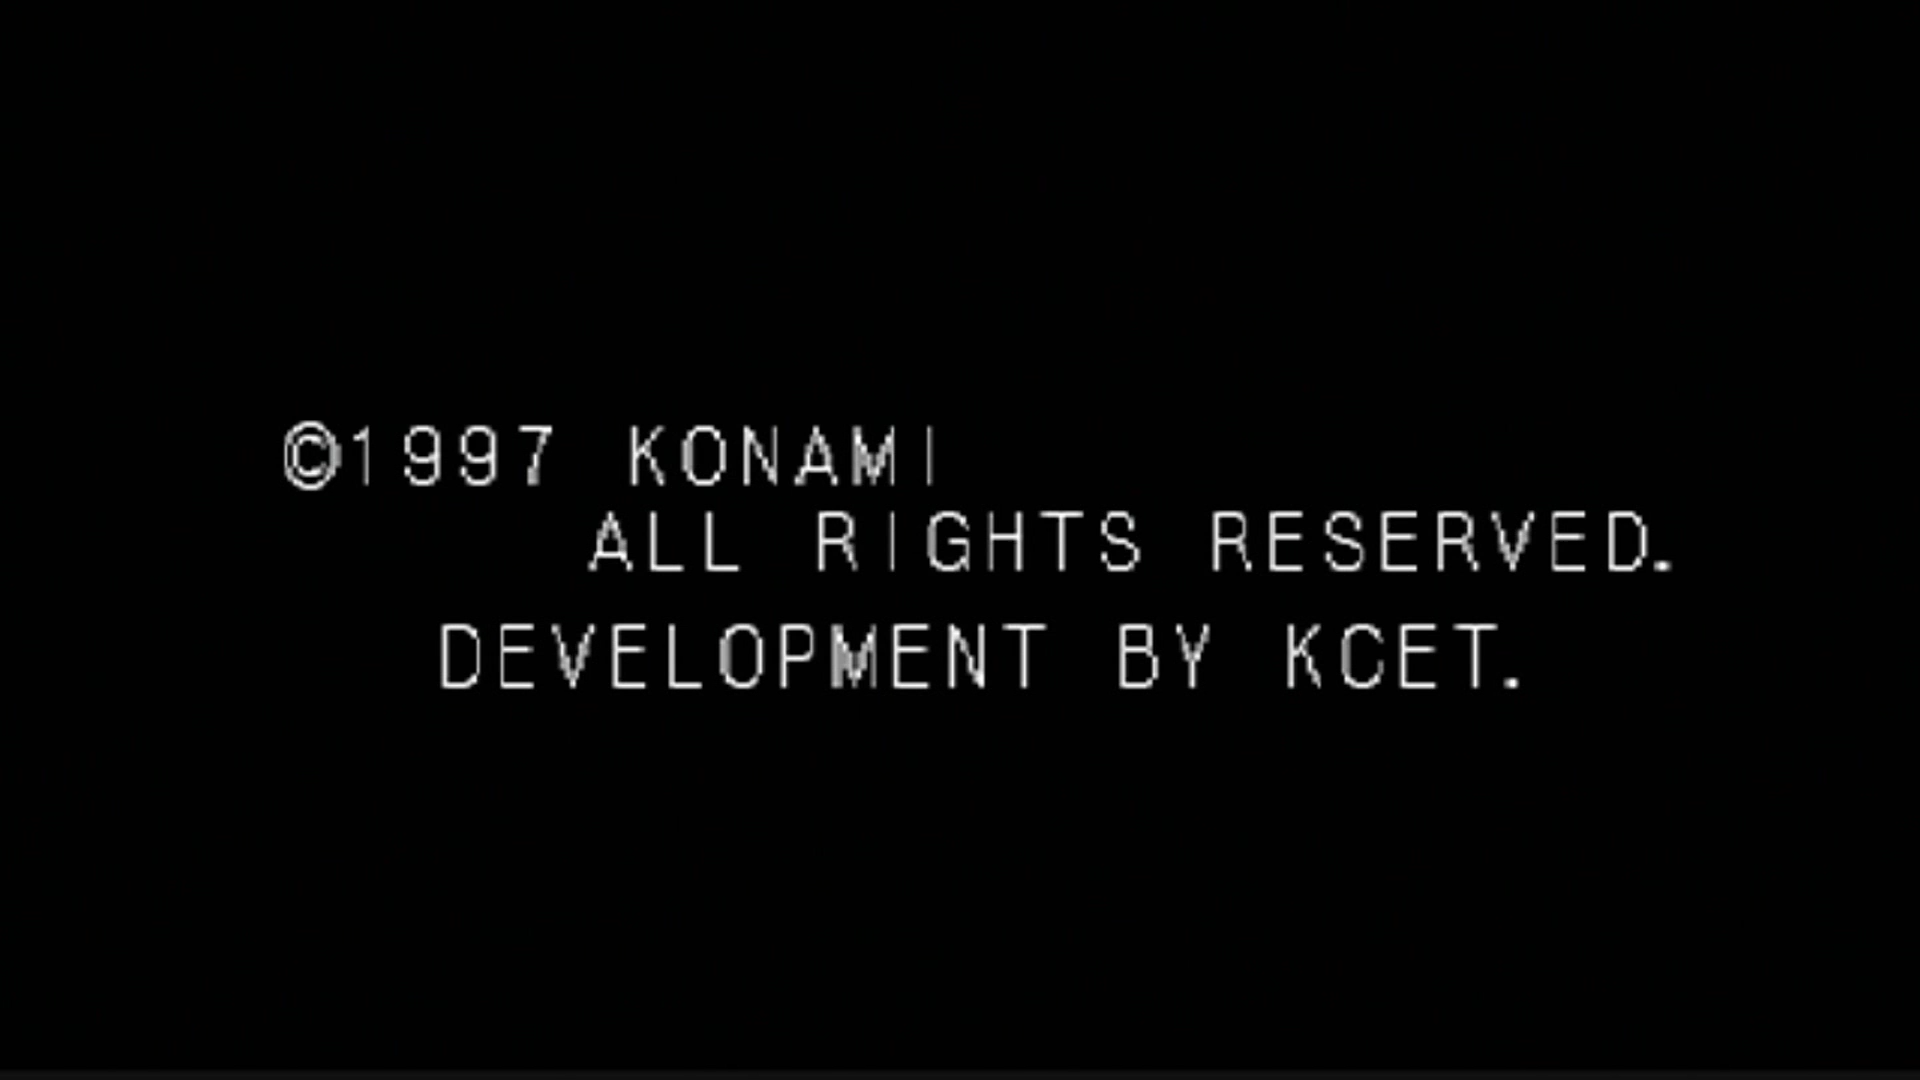 ©1997 KONAMI
ALL RIGHTS RESERVED.
DEVELOPMENT BY KCET.